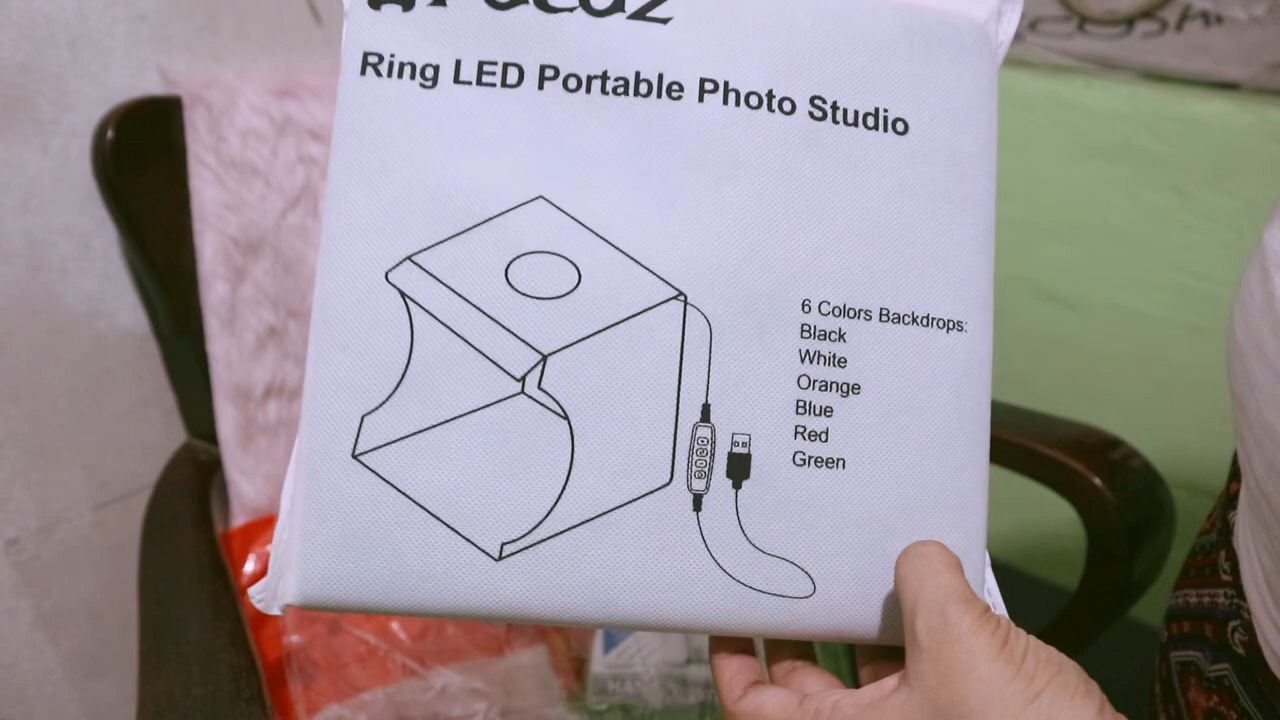 Ring LED Portable Photo Studio
6 Colors Backdrops:
Black
White
Orange
Blue
Red
Green